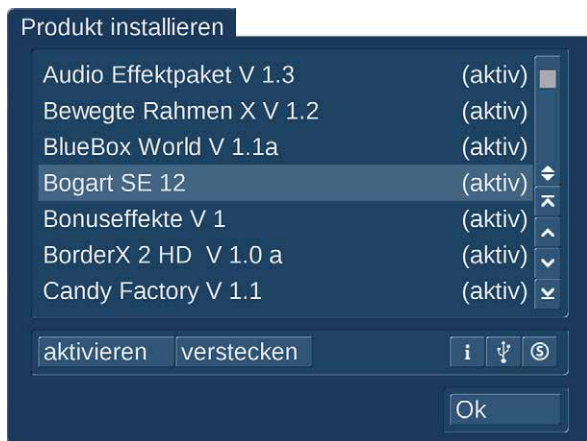 Produkt installieren
Audio Effektpaket V 1.3 (aktiv)
Bewegte Rahmen X V 1.2 (aktiv)
BlueBox World V 1.1a (aktiv)
Bogart SE 12 (aktiv)
Bonuseffekte V 1 (aktiv)
BorderX 2 HD  V 1.0 a (aktiv)
Candy Factory V 1.1 (aktiv)
aktivieren verstecken i S
Ok